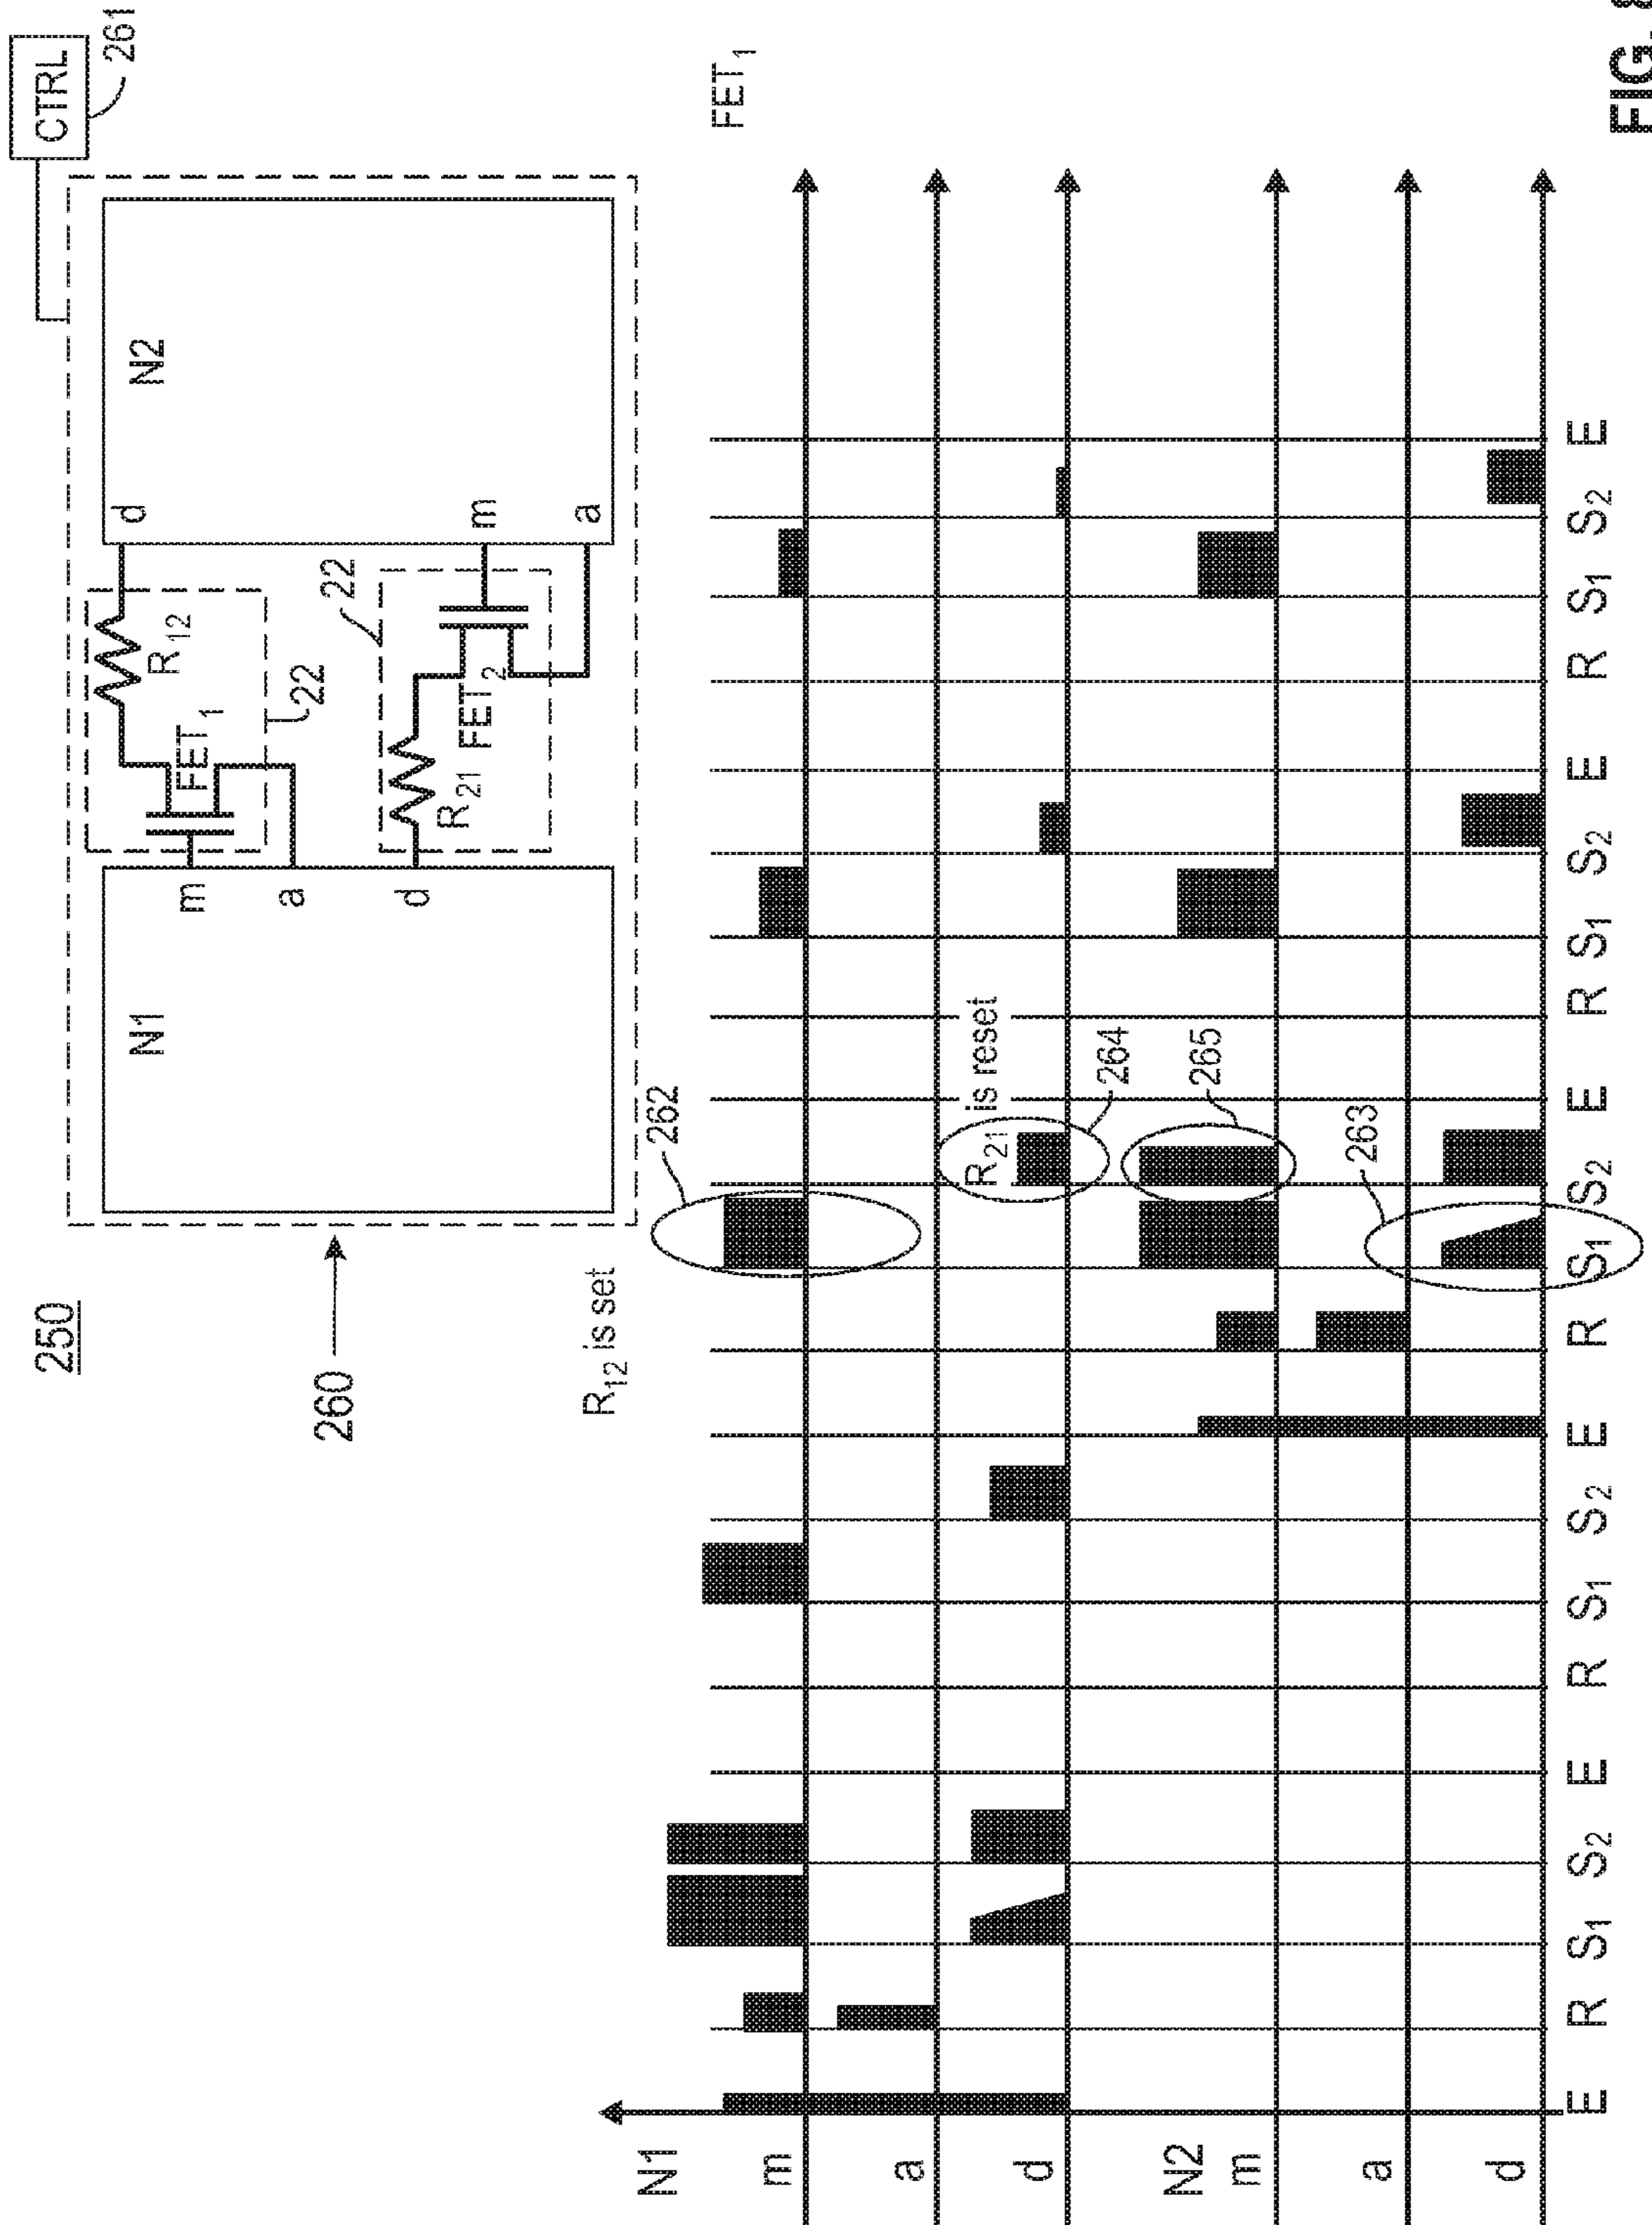 250
260
CTRL
261
N1
m
a
d
FET1
R12
22
22
R21
FET2
d
m
a
N2
R12 is set
FET1
262
R21 is reset
264
265
263
N1
m
a
d
N2
m
a
d
E R S1 S2 E R S1 S2 E R S1 S2 E R S1 S2 E R S1 S2 E
FIG.